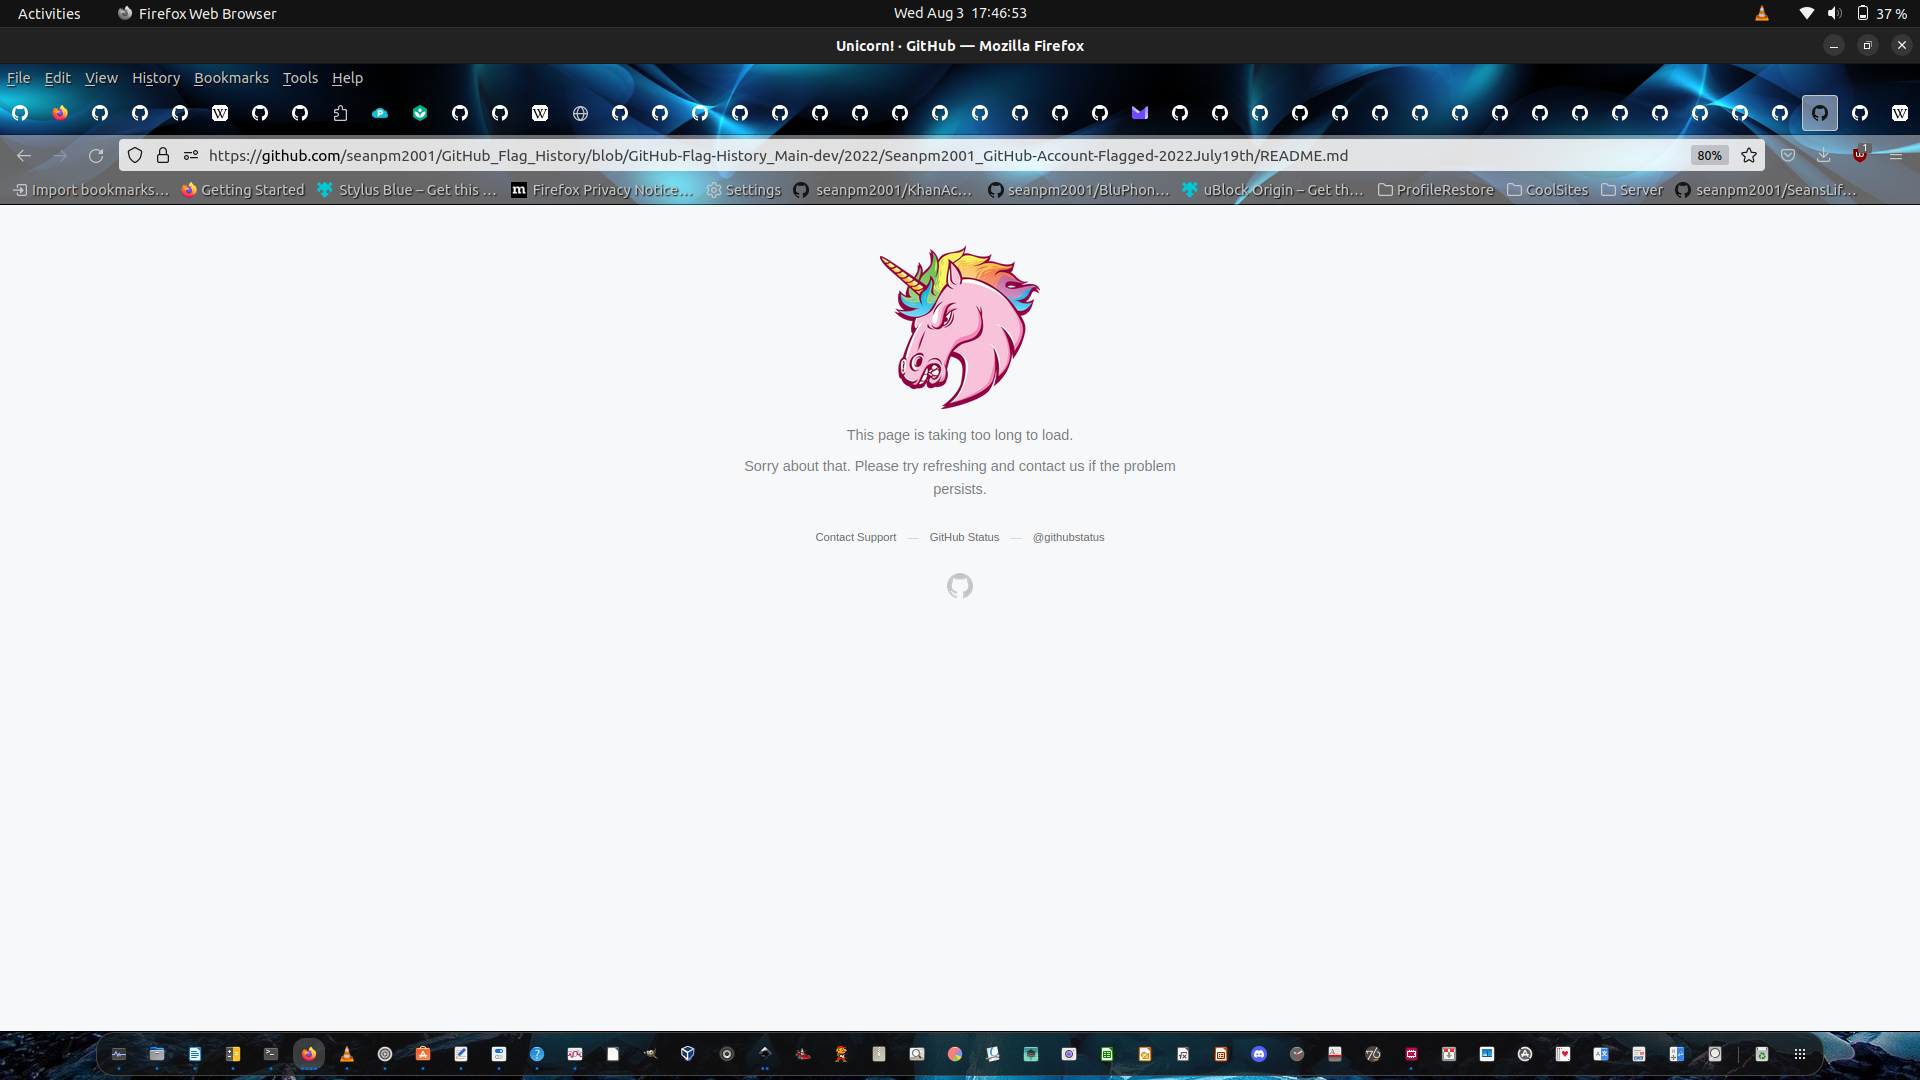 Activities
Firefox Web Browser
Wed Aug 3 17:46:53
37 %
Unicorn! · GitHub — Mozilla Firefox
File Edit View History Bookmarks Tools Help
https://github.com/seanpm2001/GitHub_Flag_History/blob/GitHub-Flag-History_Main-dev/2022/Seanpm2001_GitHub-Account-Flagged-2022July19th/README.md
80%
1
Import bookmarks…
Getting Started
Stylus Blue – Get this …
Firefox Privacy Notice…
Settings
seanpm2001/KhanAc…
seanpm2001/BluPhon…
uBlock Origin – Get th…
ProfileRestore
CoolSites
Server
seanpm2001/SeansLif…
This page is taking too long to load.
Sorry about that. Please try refreshing and contact us if the problem
persists.
Contact Support — GitHub Status — @githubstatus